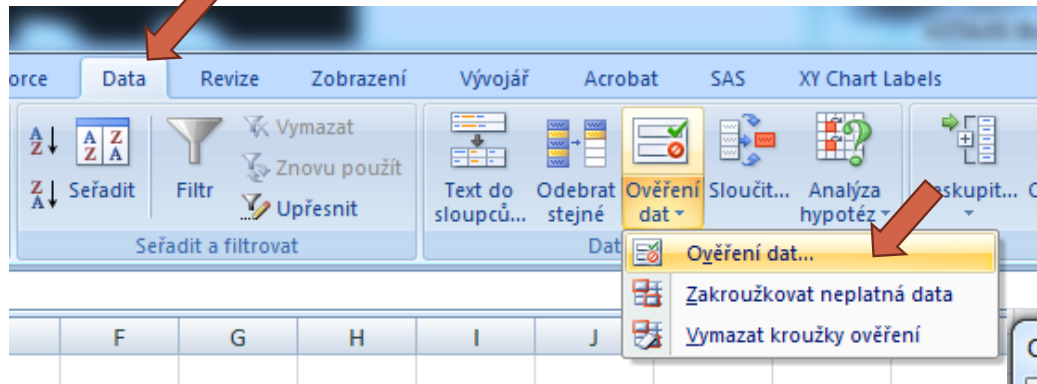 Data Revize Zobrazení Vývojář Acrobat SAS XY Chart Labels
A Z
Z A
A Z
Z A
Vymazat
Znovu použít
Upřesnit
Seřadit
Filtr
Text do
sloupců...
Odebrat
stejné
Ověření
dat
Sloučit...
Analýza
hypotéz
Seřadit a filtrovat
Dat
Ověření dat...
Zakroužkovat neplatná data
Vymazat kroužky ověření
F G H I J